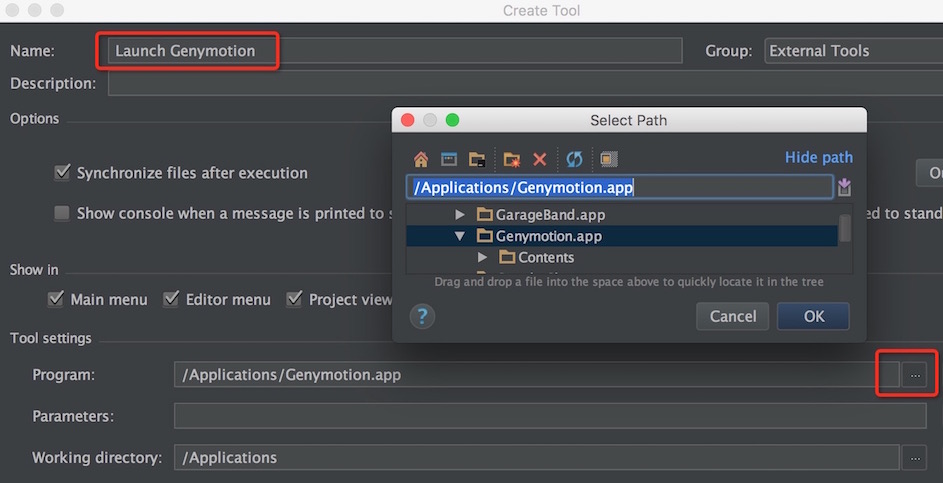 Create Tool
Name: Launch Genymotion Group: External Tools
Description:
Options
Select Path
Hide path
Synchronize files after execution
/Applications/Genymotion.app
Show console when a message is printed to s
ed to stand
GarageBand.app
Genymotion.app
Contents
Show in
Drag and drop a file into the space above to quickly locate it in the tree
Main menu Editor menu Project view
? Cancel OK
Tool settings
Program: /Applications/Genymotion.app ...
Parameters:
Working directory: /Applications ...